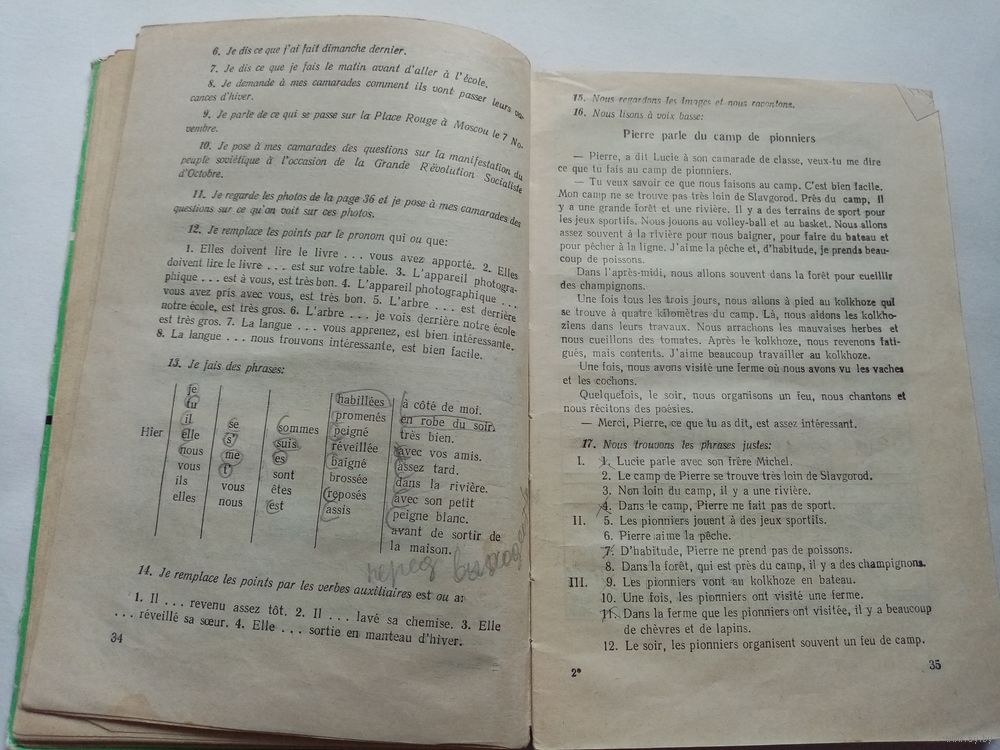 6. Je dis ce que j'ai fait dimanche dernier.
7. Je dis ce que je fais le matin avant d'aller à l'école.
8. Je demande à mes camarades comment ils vont passer leurs va-
cances d'hiver.
9. Je parle de ce qui se passe sur la Place Rouge à Moscou le 7 No-
vembre.
10. Je pose à mes camarades des questions sur la manifestation du
peuple soviétique à l'occasion de la Grande Révolution Socialiste
d'Octobre.
11. Je regarde les photos de la page 36 et je pose à mes camarades des
questions sur ce qu'on voit sur ces photos.
12. Je remplace les points par le pronom qui ou que:
1. Elles doivent lire le livre . . . vous avez apporté. 2. Elles
doivent lire le livre . . . est sur votre table. 3. L'appareil photogra-
phique . . . est à vous, est très bon. 4. L'appareil photographique . . .
vous avez pris avec vous, est très bon. 5. L'arbre . . . est derrière
notre école, est très gros. 6. L'arbre . . . je vois derrière notre école
est très gros. 7. La langue . . . vous apprenez, est bien intéressante.
8. La langue . . . nous trouvons intéressante, est bien facile.
13. Je fais des phrases:
Hier
je
tu
il
elle
nous
vous
ils
elles
se
s'
me
t'
vous
nous
sommes
suis
es
sont
êtes
est
habillées
promenés
peigné
réveillée
baigné
brossée
reposés
assis
à côté de moi.
en robe du soir.
très bien.
avec vos amis.
assez tard.
dans la rivière.
avec son petit
peigne blanc.
avant de sortir de
la maison.
перед
14. Je remplace les points par les verbes auxiliaires est ou a:
1. Il . . . revenu assez tôt. 2. Il . . . lavé sa chemise. 3. Elle
. . . réveillé sa sœur. 4. Elle . . . sortie en manteau d'hiver.
34
15. Nous regardons les images et nous racontons.
16. Nous lisons à voix basse:
Pierre parle du camp de pionniers
— Pierre, a dit Lucie à son camarade de classe, veux-tu me dire
ce que tu fais au camp de pionniers.
— Tu veux savoir ce que nous faisons au camp. C'est bien facile.
Mon camp ne se trouve pas très loin de Slavgorod. Près du camp, il
y a une grande forêt et une rivière. Il y a des terrains de sport pour
les jeux sportifs. Nous jouons au volley-ball et au basket. Nous allons
assez souvent à la rivière pour nous baigner, pour faire du bateau et
pour pêcher à la ligne. J'aime la pêche et, d'habitude, je prends beau-
coup de poissons.
Dans l'après-midi, nous allons souvent dans la forêt pour cueillir
des champignons.
Une fois tous les trois jours, nous allons à pied au kolkhoze qui
se trouve à quatre kilomètres du camp. Là, nous aidons les kolkho-
ziens dans leurs travaux. Nous arrachons les mauvaises herbes et
nous cueillons des tomates. Après le kolkhoze, nous revenons fati-
gués, mais contents. J'aime beaucoup travailler au kolkhoze.
Une fois, nous avons visité une ferme où nous avons vu les vaches
et les cochons.
Quelquefois, le soir, nous organisons un feu, nous chantons et
nous récitons des poésies.
— Merci, Pierre, ce que tu as dit, est assez intéressant.
17. Nous trouvons les phrases justes:
I. 1. Lucie parle avec son frère Michel.
2. Le camp de Pierre se trouve très loin de Slavgorod.
3. Non loin du camp, il y a une rivière.
4. Dans le camp, Pierre ne fait pas de sport.
II. 5. Les pionniers jouent à des jeux sportifs.
6. Pierre aime la pêche.
7. D'habitude, Pierre ne prend pas de poissons.
8. Dans la forêt, qui est près du camp, il y a des champignons.
III. 9. Les pionniers vont au kolkhoze en bateau.
10. Une fois, les pionniers ont visité une ferme.
11. Dans la ferme que les pionniers ont visitée, il y a beaucoup
de chèvres et de lapins.
12. Le soir, les pionniers organisent souvent un feu de camp.
2*
35